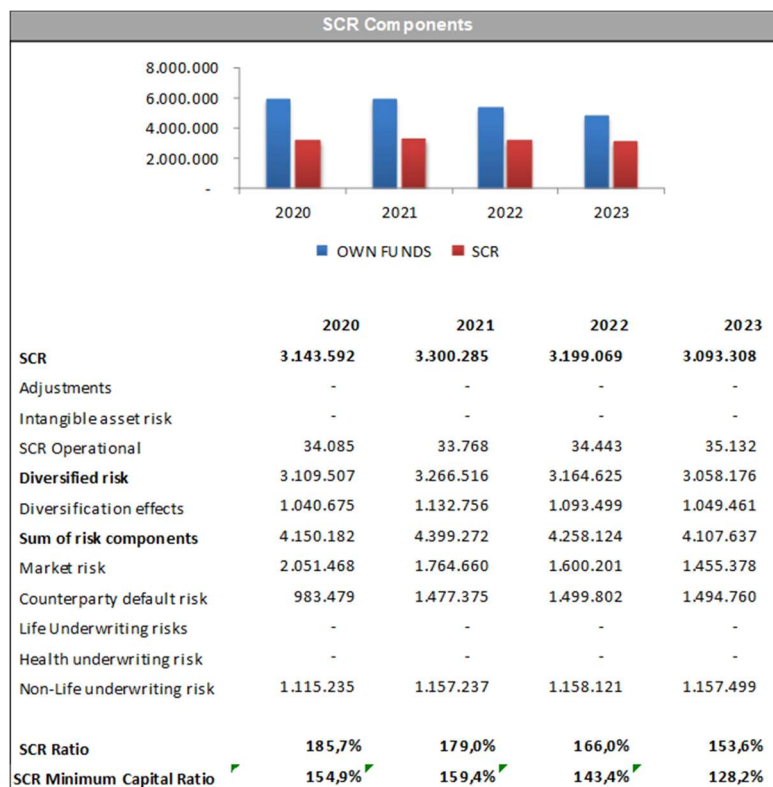 SCR Components
8.000.000
6.000.000
4.000.000
2.000.000
-
2020 2021 2022 2023
OWN FUNDS SCR
2020 2021 2022 2023
SCR 3.143.592 3.300.285 3.199.069 3.093.308
Adjustments - - - -
Intangible asset risk - - - -
SCR Operational 34.085 33.768 34.443 35.132
Diversified risk 3.109.507 3.266.516 3.164.625 3.058.176
Diversification effects 1.040.675 1.132.756 1.093.499 1.049.461
Sum of risk components 4.150.182 4.399.272 4.258.124 4.107.637
Market risk 2.051.468 1.764.660 1.600.201 1.455.378
Counterparty default risk 983.479 1.477.375 1.499.802 1.494.760
Life Underwriting risks - - - -
Health underwriting risk - - - -
Non-Life underwriting risk 1.115.235 1.157.237 1.158.121 1.157.499
SCR Ratio 185,7% 179,0% 166,0% 153,6%
SCR Minimum Capital Ratio 154,9% 159,4% 143,4% 128,2%